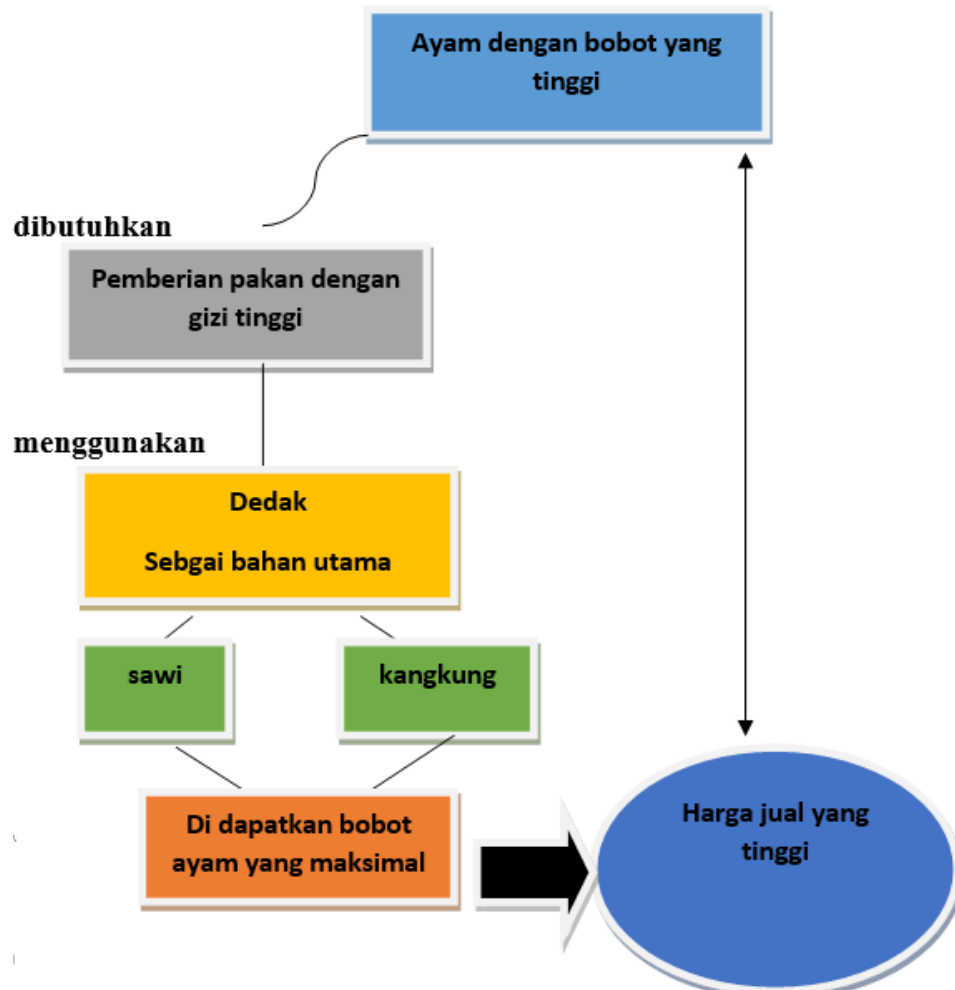 Ayam dengan bobot yang
tinggi
dibutuhkan
Pemberian pakan dengan
gizi tinggi
menggunakan
Dedak
Sebgai bahan utama
sawi
kangkung
Di dapatkan bobot
ayam yang maksimal
Harga jual yang
tinggi